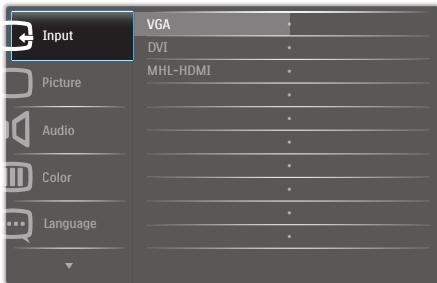 Input
Picture
Audio
Color
Language
VGA
DVI
MHL-HDMI